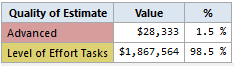 Quality of Estimate Value %
Advanced $28,333 1.5 %
Level of Effort Tasks $1,867,564 98.5 %